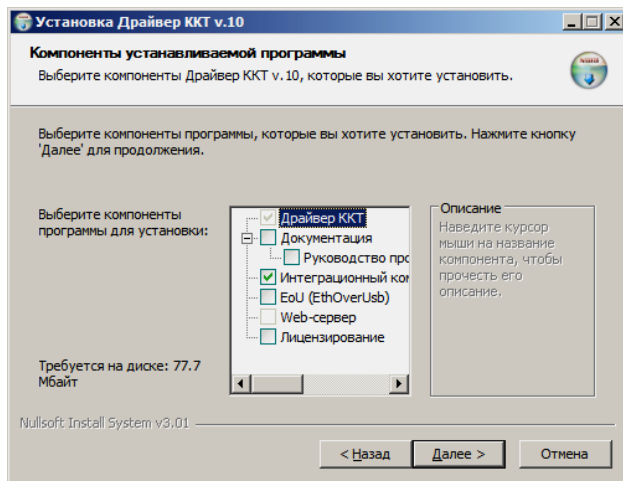 Установка Драйвер ККТ v.10
Компоненты устанавливаемой программы
Выберите компоненты Драйвер ККТ v.10, которые вы хотите установить.
Выберите компоненты программы, которые вы хотите установить. Нажмите кнопку
'Далее' для продолжения.
Выберите компоненты
программы для установки:
Драйвер ККТ
Документация
Руководство прс
Интеграционный ког
EoU (EthOverUsb)
Web-сервер
Лицензирование
Описание
Наведите курсор
мыши на название
компонента, чтобы
прочесть его
описание.
Требуется на диске: 77.7
Мбайт
Nullsoft Install System v3.01
< Назад
Далее >
Отмена